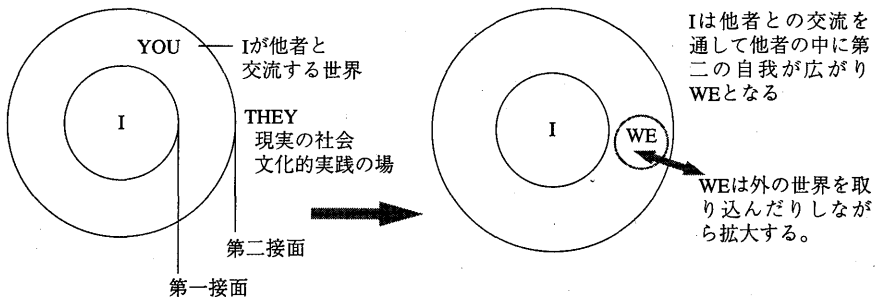 YOU
Iが他者と
交流する世界
I
THEY
現実の社会
文化的実践の場
第二接面
第一接面
I
WE
Iは他者との交流を
通して他者の中に第
二の自我が広がり
WEとなる
WEは外の世界を取
り込んだりしなが
ら拡大する。